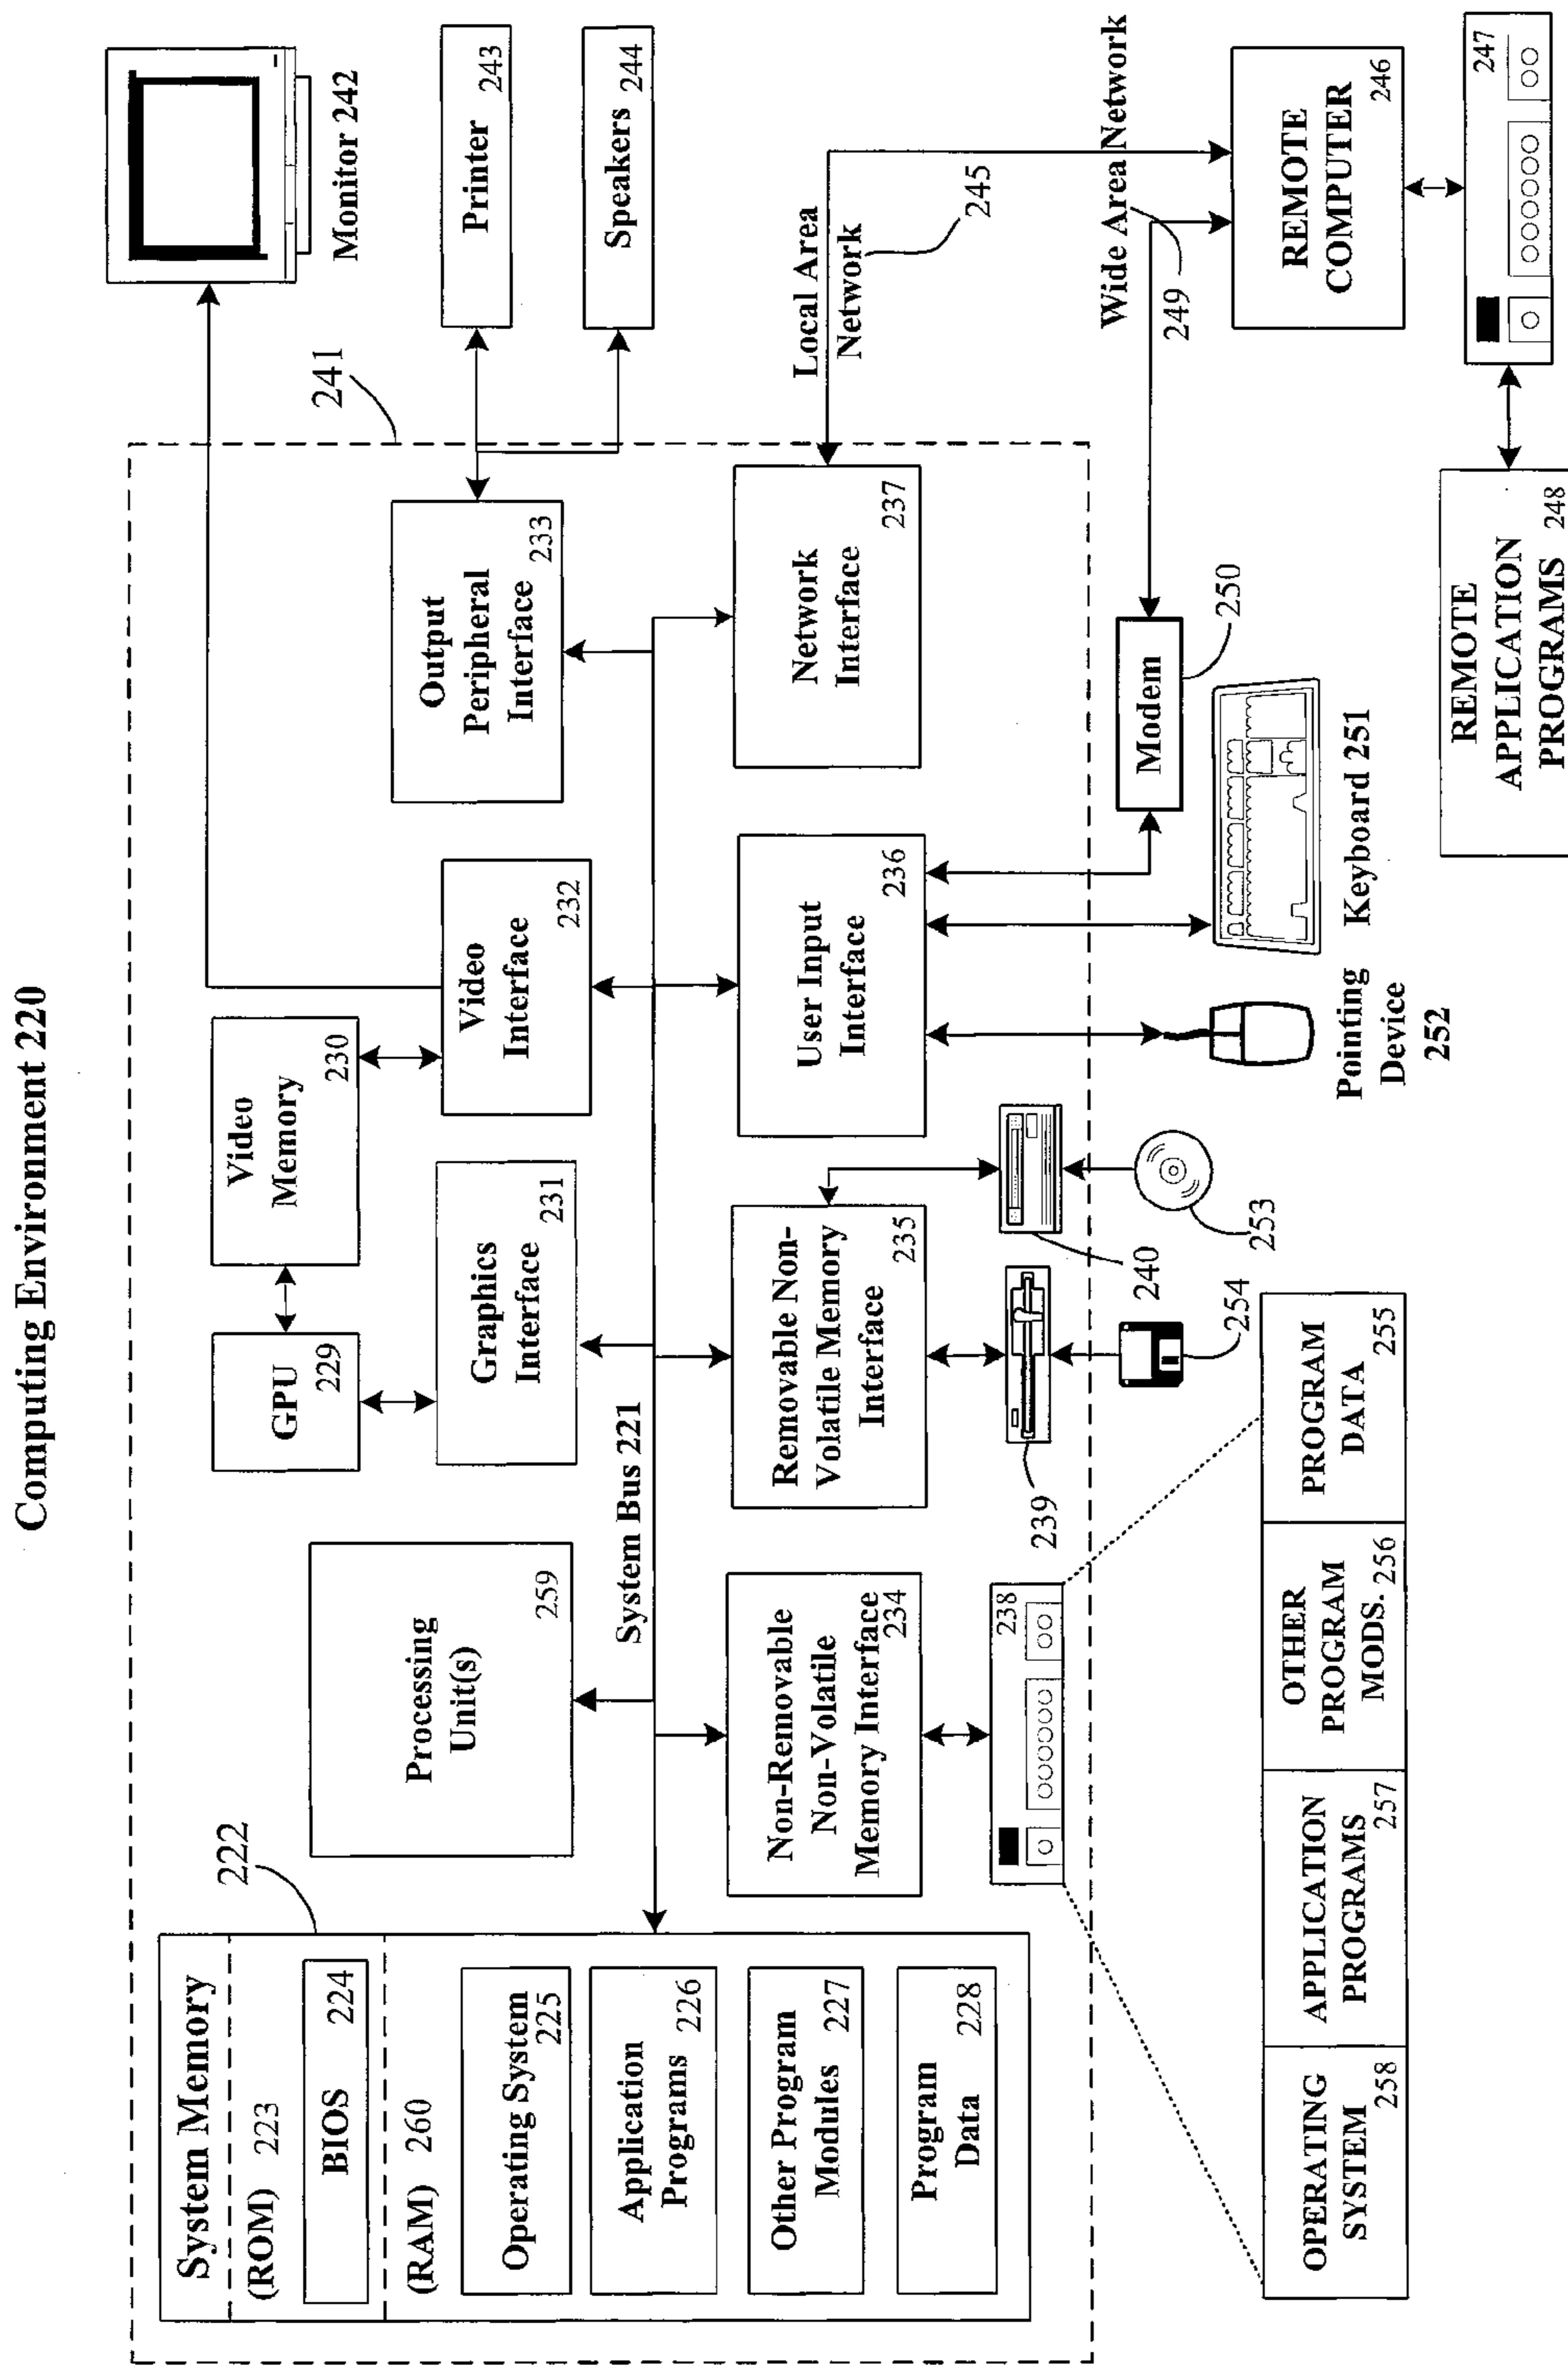 Computing Environment 220
System Memory
222
(ROM) 223
BIOS 224
(RAM) 260
Operating System
225
Application
Programs 226
Other Program
Modules 227
Program
Data 228
Processing
Unit(s)
259
GPU
229
Video
Memory
230
Graphics
Interface
231
Video
Interface
232
Output
Peripheral
Interface 233
241
Monitor 242
Printer 243
Speakers 244
System Bus 221
Non-Removable
Non-Volatile
Memory Interface
234
Removable Non-
Volatile Memory
Interface 235
User Input
Interface
236
Network
Interface
237
Local Area
Network
245
Wide Area Network
249
238
239
240
254
253
Pointing
Device
252
Keyboard 251
Modem
250
REMOTE
COMPUTER
246
247
REMOTE
APPLICATION
PROGRAMS 248
OPERATING
SYSTEM
258
APPLICATION
PROGRAMS
257
OTHER
PROGRAM
MODS. 256
PROGRAM
DATA
255